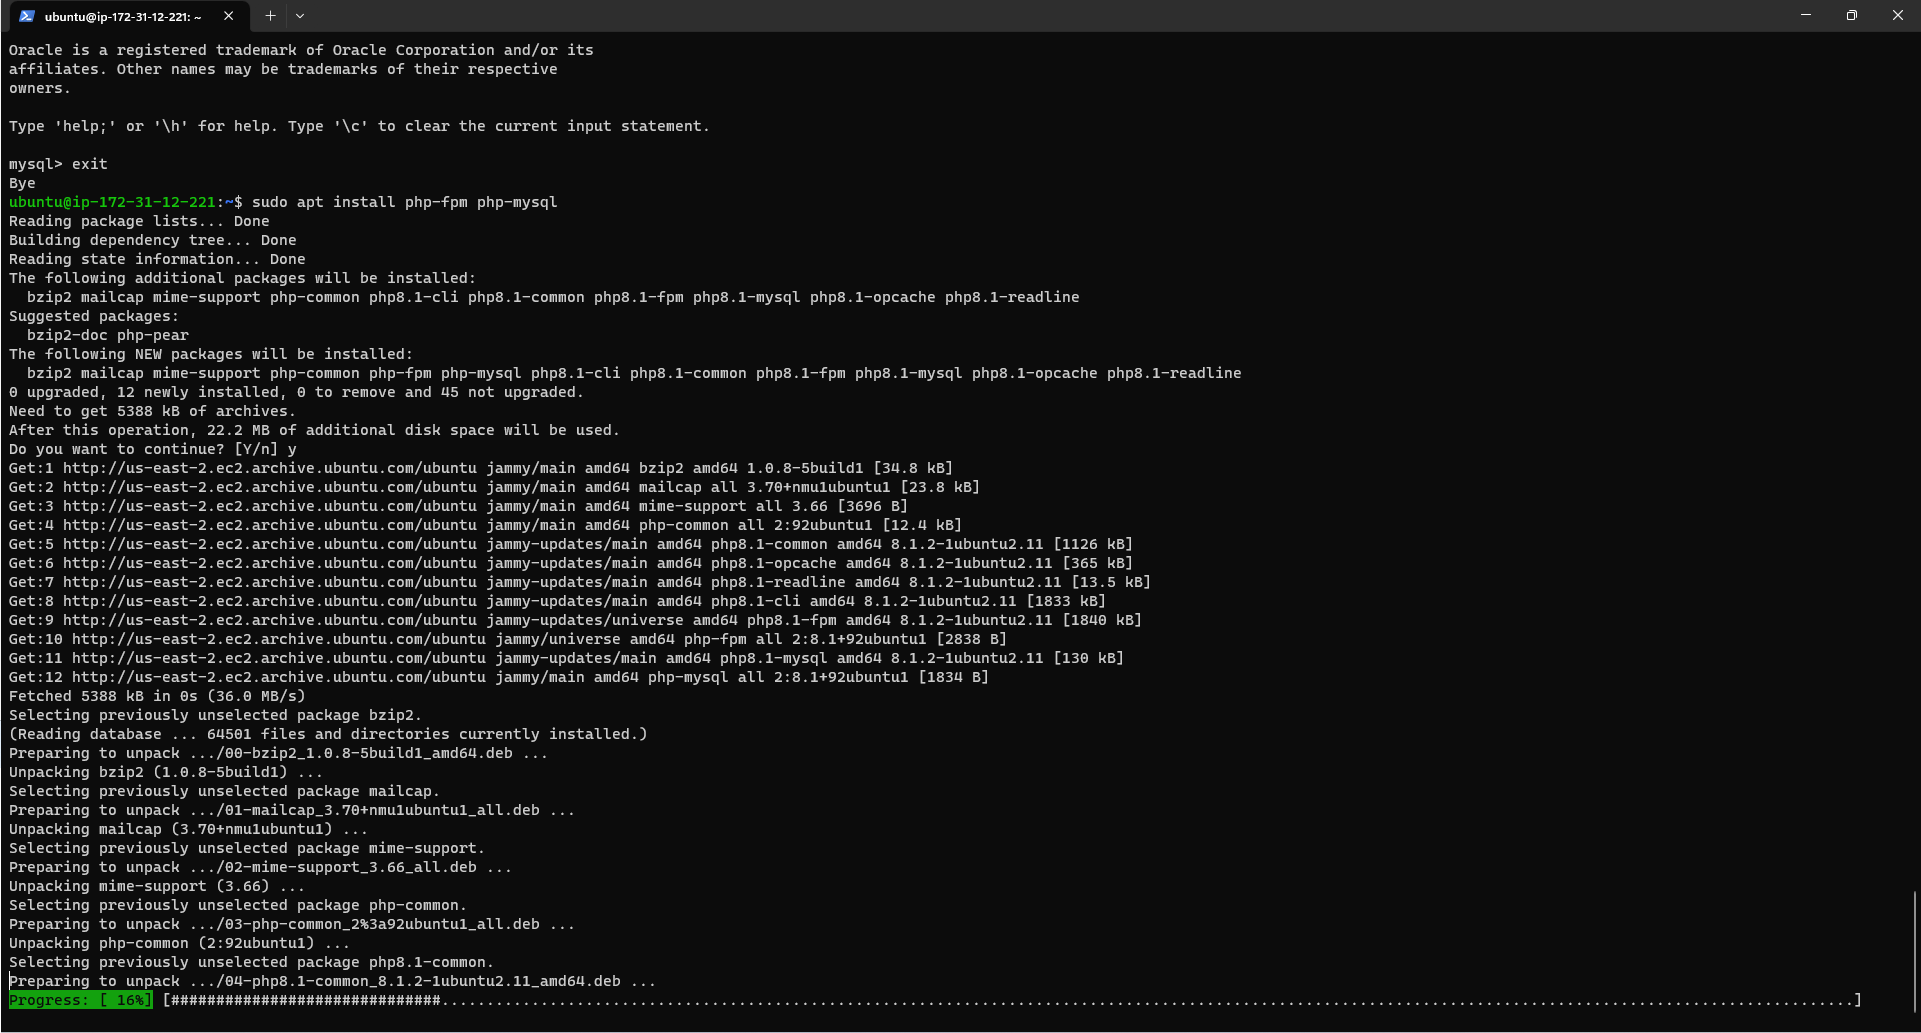 ubuntu@ip-172-31-12-221: ~
Oracle is a registered trademark of Oracle Corporation and/or its
affiliates. Other names may be trademarks of their respective
owners.
Type 'help;' or '\h' for help. Type '\c' to clear the current input statement.
mysql> exit
Bye
ubuntu@ip-172-31-12-221:~$ sudo apt install php-fpm php-mysql
Reading package lists... Done
Building dependency tree... Done
Reading state information... Done
The following additional packages will be installed:
  bzip2 mailcap mime-support php-common php8.1-cli php8.1-common php8.1-fpm php8.1-mysql php8.1-opcache php8.1-readline
Suggested packages:
  bzip2-doc php-pear
The following NEW packages will be installed:
  bzip2 mailcap mime-support php-common php-fpm php-mysql php8.1-cli php8.1-common php8.1-fpm php8.1-mysql php8.1-opcache php8.1-readline
0 upgraded, 12 newly installed, 0 to remove and 45 not upgraded.
Need to get 5388 kB of archives.
After this operation, 22.2 MB of additional disk space will be used.
Do you want to continue? [Y/n] y
Get:1 http://us-east-2.ec2.archive.ubuntu.com/ubuntu jammy/main amd64 bzip2 amd64 1.0.8-5build1 [34.8 kB]
Get:2 http://us-east-2.ec2.archive.ubuntu.com/ubuntu jammy/main amd64 mailcap all 3.70+nmu1ubuntu1 [23.8 kB]
Get:3 http://us-east-2.ec2.archive.ubuntu.com/ubuntu jammy/main amd64 mime-support all 3.66 [3696 B]
Get:4 http://us-east-2.ec2.archive.ubuntu.com/ubuntu jammy/main amd64 php-common all 2:92ubuntu1 [12.4 kB]
Get:5 http://us-east-2.ec2.archive.ubuntu.com/ubuntu jammy-updates/main amd64 php8.1-common amd64 8.1.2-1ubuntu2.11 [1126 kB]
Get:6 http://us-east-2.ec2.archive.ubuntu.com/ubuntu jammy-updates/main amd64 php8.1-opcache amd64 8.1.2-1ubuntu2.11 [365 kB]
Get:7 http://us-east-2.ec2.archive.ubuntu.com/ubuntu jammy-updates/main amd64 php8.1-readline amd64 8.1.2-1ubuntu2.11 [13.5 kB]
Get:8 http://us-east-2.ec2.archive.ubuntu.com/ubuntu jammy-updates/main amd64 php8.1-cli amd64 8.1.2-1ubuntu2.11 [1833 kB]
Get:9 http://us-east-2.ec2.archive.ubuntu.com/ubuntu jammy-updates/universe amd64 php8.1-fpm amd64 8.1.2-1ubuntu2.11 [1840 kB]
Get:10 http://us-east-2.ec2.archive.ubuntu.com/ubuntu jammy/universe amd64 php-fpm all 2:8.1+92ubuntu1 [2838 B]
Get:11 http://us-east-2.ec2.archive.ubuntu.com/ubuntu jammy-updates/main amd64 php8.1-mysql amd64 8.1.2-1ubuntu2.11 [130 kB]
Get:12 http://us-east-2.ec2.archive.ubuntu.com/ubuntu jammy/main amd64 php-mysql all 2:8.1+92ubuntu1 [1834 B]
Fetched 5388 kB in 0s (36.0 MB/s)
Selecting previously unselected package bzip2.
(Reading database ... 64501 files and directories currently installed.)
Preparing to unpack .../00-bzip2_1.0.8-5build1_amd64.deb ...
Unpacking bzip2 (1.0.8-5build1) ...
Selecting previously unselected package mailcap.
Preparing to unpack .../01-mailcap_3.70+nmu1ubuntu1_all.deb ...
Unpacking mailcap (3.70+nmu1ubuntu1) ...
Selecting previously unselected package mime-support.
Preparing to unpack .../02-mime-support_3.66_all.deb ...
Unpacking mime-support (3.66) ...
Selecting previously unselected package php-common.
Preparing to unpack .../03-php-common_2%3a92ubuntu1_all.deb ...
Unpacking php-common (2:92ubuntu1) ...
Selecting previously unselected package php8.1-common.
Preparing to unpack .../04-php8.1-common_8.1.2-1ubuntu2.11_amd64.deb ...
Progress: [ 16%] [##############################.............................................................................................................................................................]